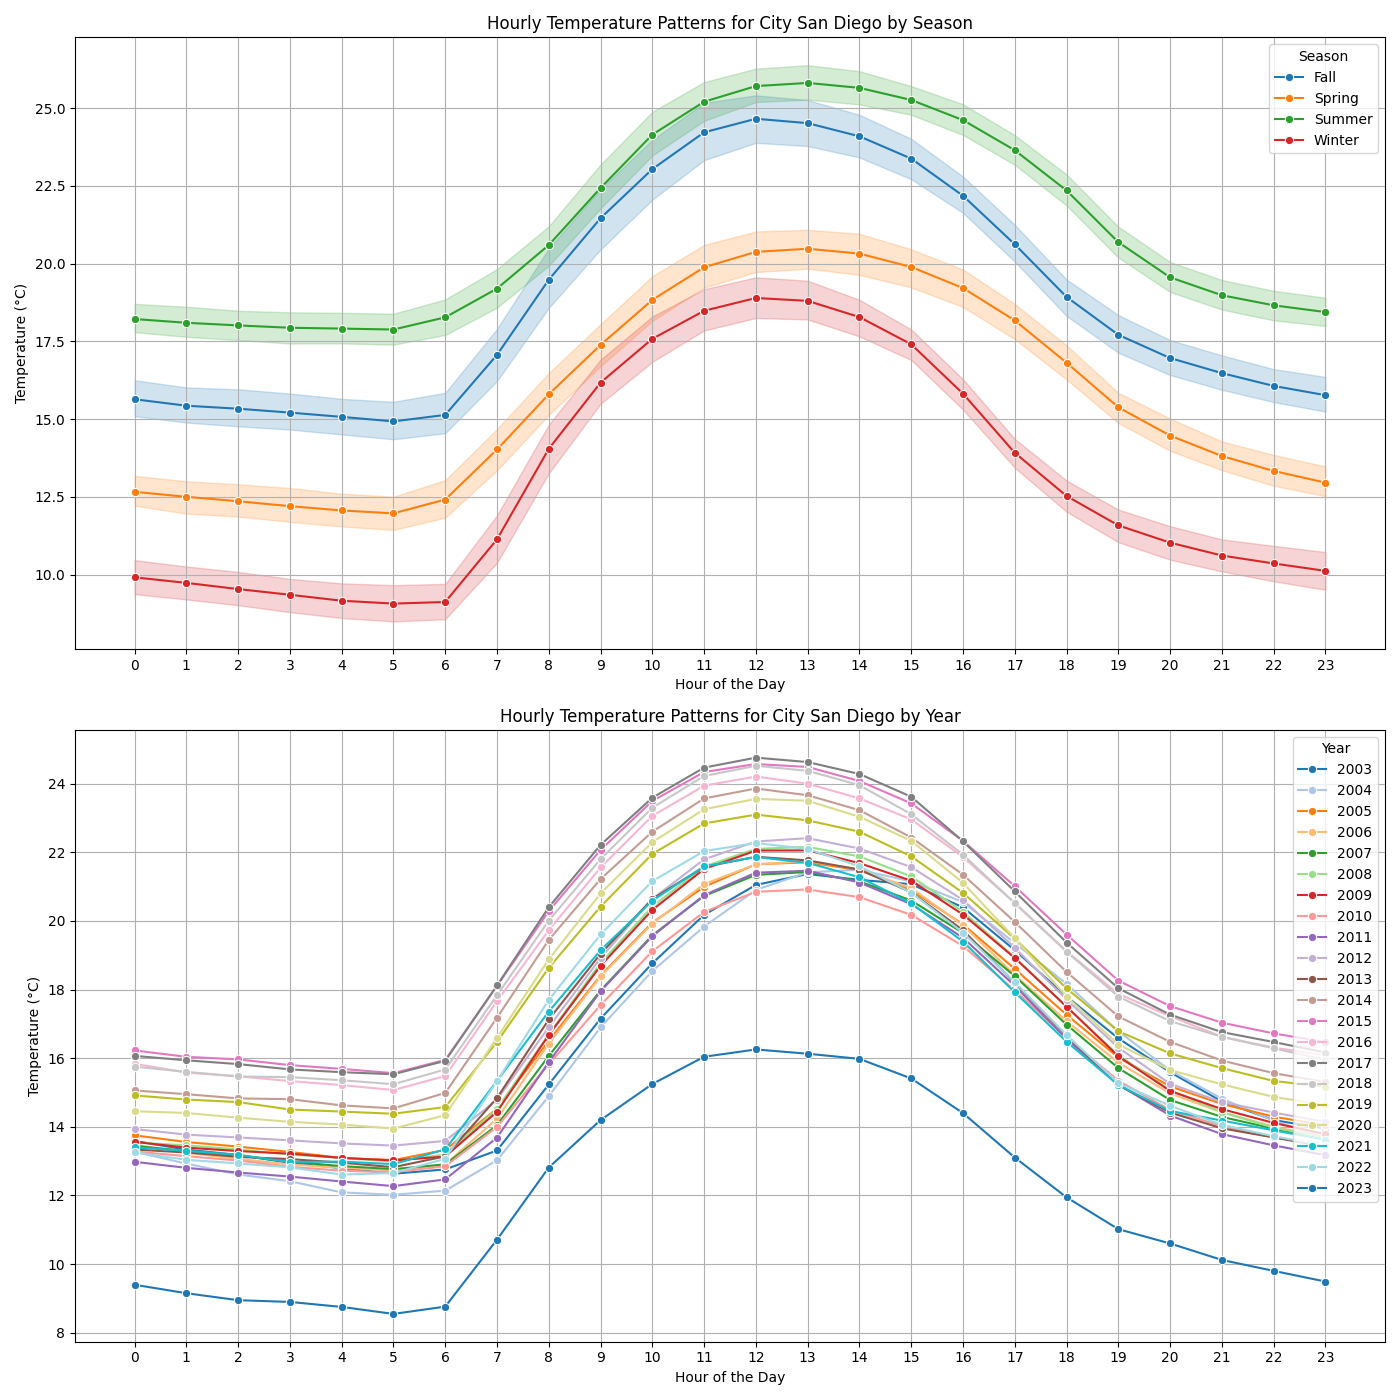 Hourly Temperature Patterns for City San Diego by Season
Season
Fall
Spring
Summer
Winter
25.0
22.5
20.0
17.5
15.0
12.5
10.0
Temperature (°C)
0 1 2 3 4 5 6 7 8 9 10 11 12 13 14 15 16 17 18 19 20 21 22 23
Hour of the Day
Hourly Temperature Patterns for City San Diego by Year
Year
2003
2004
2005
2006
2007
2008
2009
2010
2011
2012
2013
2014
2015
2016
2017
2018
2019
2020
2021
2022
2023
24
22
20
18
16
14
12
10
8
Temperature (°C)
0 1 2 3 4 5 6 7 8 9 10 11 12 13 14 15 16 17 18 19 20 21 22 23
Hour of the Day